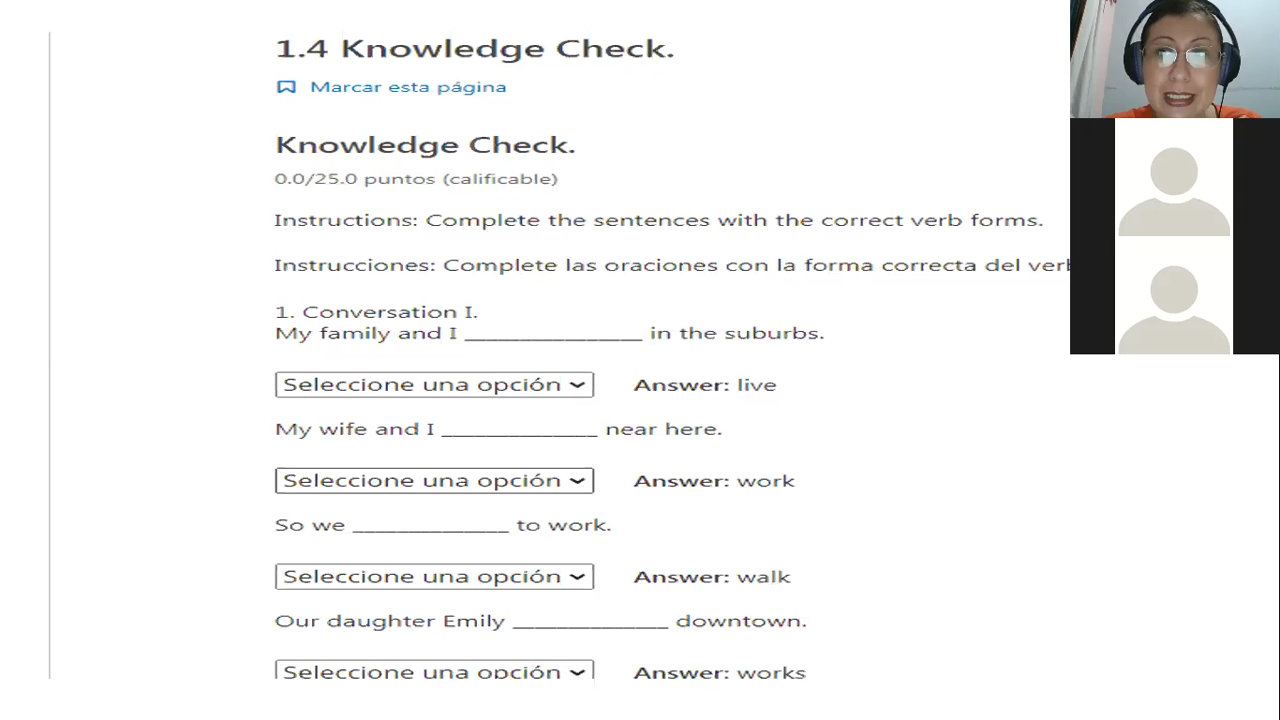 1.4 Knowledge Check.
Marcar esta página
Knowledge Check.
0.0/25.0 puntos (calificable)
Instructions: Complete the sentences with the correct verb forms.
Instrucciones: Complete las oraciones con la forma correcta del verb
1. Conversation I.
My family and I ________________ in the suburbs.
Seleccione una opción Answer: live
My wife and I ______________ near here.
Seleccione una opción Answer: work
So we ______________ to work.
Seleccione una opción Answer: walk
Our daughter Emily ______________ downtown.
Seleccione una opción Answer: works